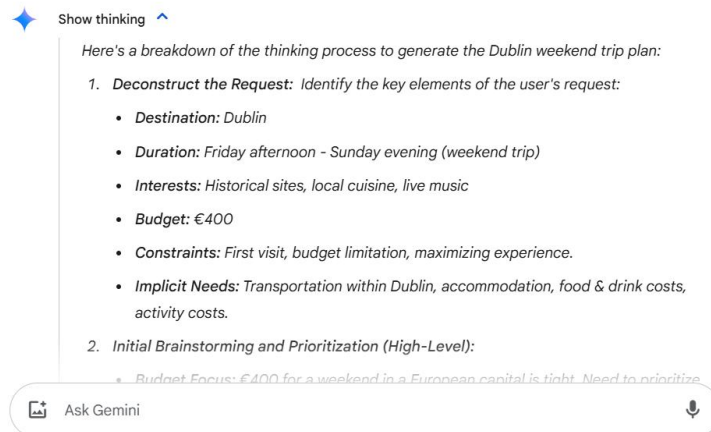 Show thinking
Here's a breakdown of the thinking process to generate the Dublin weekend trip plan:
1. Deconstruct the Request: Identify the key elements of the user's request:
• Destination: Dublin
• Duration: Friday afternoon - Sunday evening (weekend trip)
• Interests: Historical sites, local cuisine, live music
• Budget: €400
• Constraints: First visit, budget limitation, maximizing experience.
• Implicit Needs: Transportation within Dublin, accommodation, food & drink costs,
activity costs.
2. Initial Brainstorming and Prioritization (High-Level):
• Budget Focus: €400 for a weekend in a European capital is tight. Need to prioritize
Ask Gemini